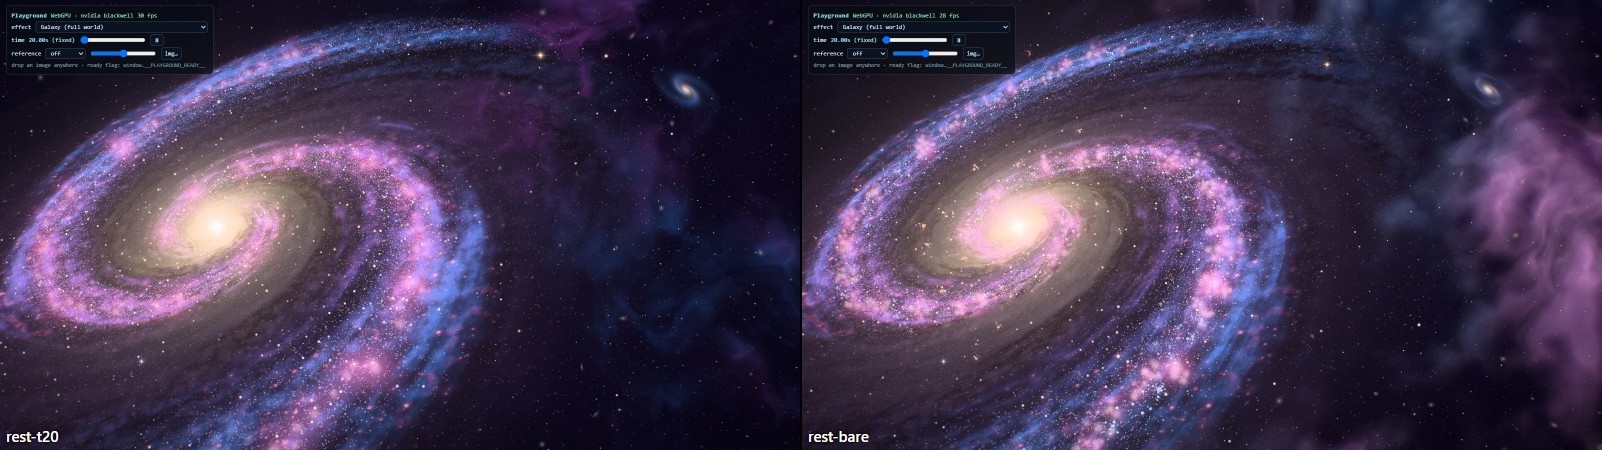 Playground WebGPU - nvidia blackwell 30 fps
effect Galaxy (full world)
time 20.00s (fixed) ⏸
reference off img…
drop an image anywhere - ready flag: window.__PLAYGROUND_READY__
rest-t20
Playground WebGPU - nvidia blackwell 28 fps
effect Galaxy (full world)
time 20.00s (fixed) ⏸
reference off img…
drop an image anywhere - ready flag: window.__PLAYGROUND_READY__
rest-bare